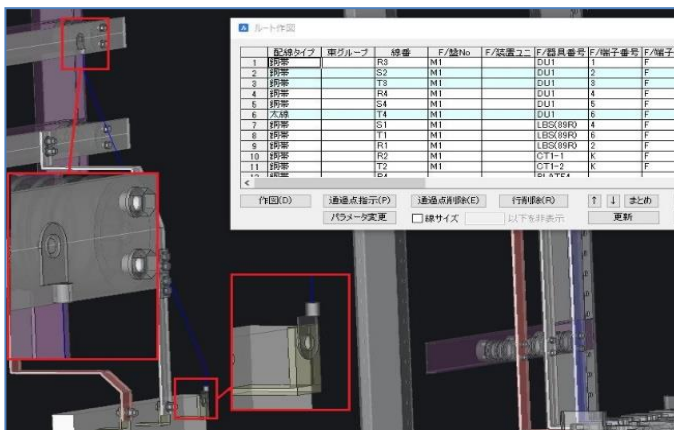 ルート作図
配線タイプ 束グループ 線番 F/盤No F/装置ユニ F/器具番号 F/端子番号 F/端子
1 銅帯 R3 M1 DU1 1 F
2 銅帯 S2 M1 DU1 2 F
3 銅帯 T3 M1 DU1 3 F
4 銅帯 R4 M1 DU1 4 F
5 銅帯 S4 M1 DU1 5 F
6 太線 T4 M1 DU1 6 F
7 銅帯 S1 M1 LBS(89R) 4 F
8 銅帯 T1 M1 LBS(89R) 6 F
9 銅帯 R1 M1 LBS(89R) 2 F
10 銅帯 R2 M1 CT1-1 K F
11 銅帯 T2 M1 CT1-2 K F
作図(D) 通過点指示(P) 通過点削除(E) 行削除(R) ↑ ↓ まとめ
パラメータ変更 線サイズ 以下を非表示 更新